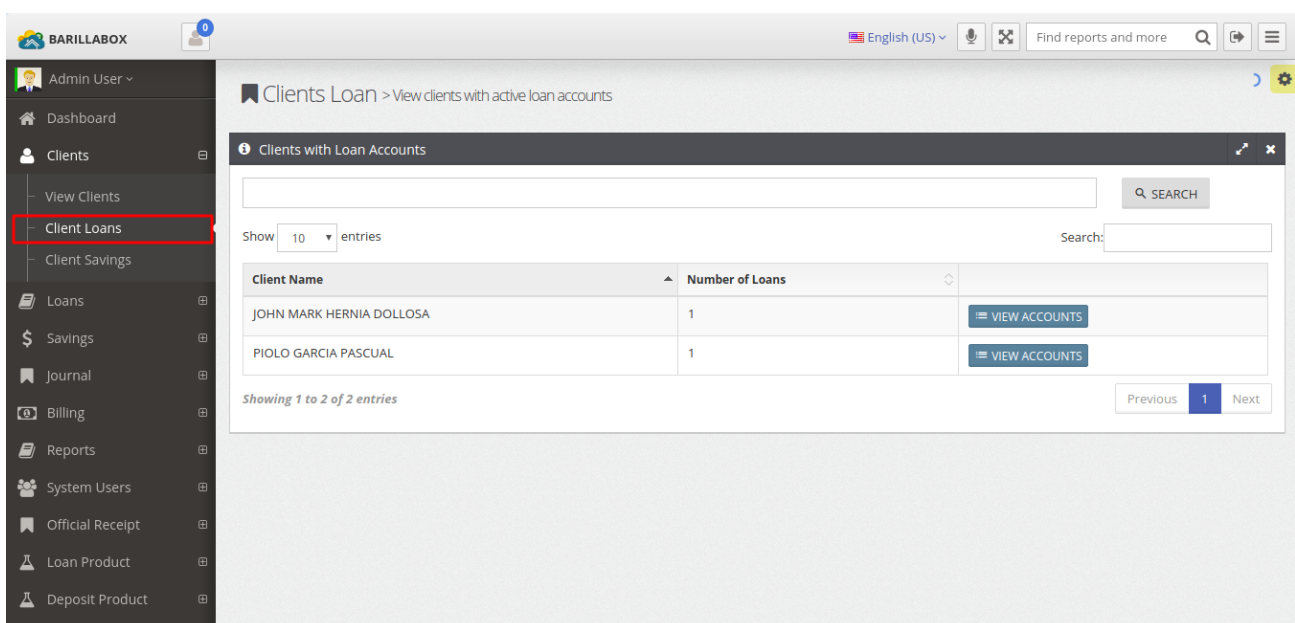 BARILLABOX
0
English (US)
Find reports and more
Admin User
Clients Loan > View clients with active loan accounts
Dashboard
Clients
View Clients
Client Loans
Client Savings
Loans
Savings
Journal
Billing
Reports
System Users
Official Receipt
Loan Product
Deposit Product
Clients with Loan Accounts
SEARCH
Show 10 entries
Search:
Client Name Number of Loans
JOHN MARK HERNIA DOLLOSA 1 VIEW ACCOUNTS
PIOLO GARCIA PASCUAL 1 VIEW ACCOUNTS
Showing 1 to 2 of 2 entries
Previous 1 Next